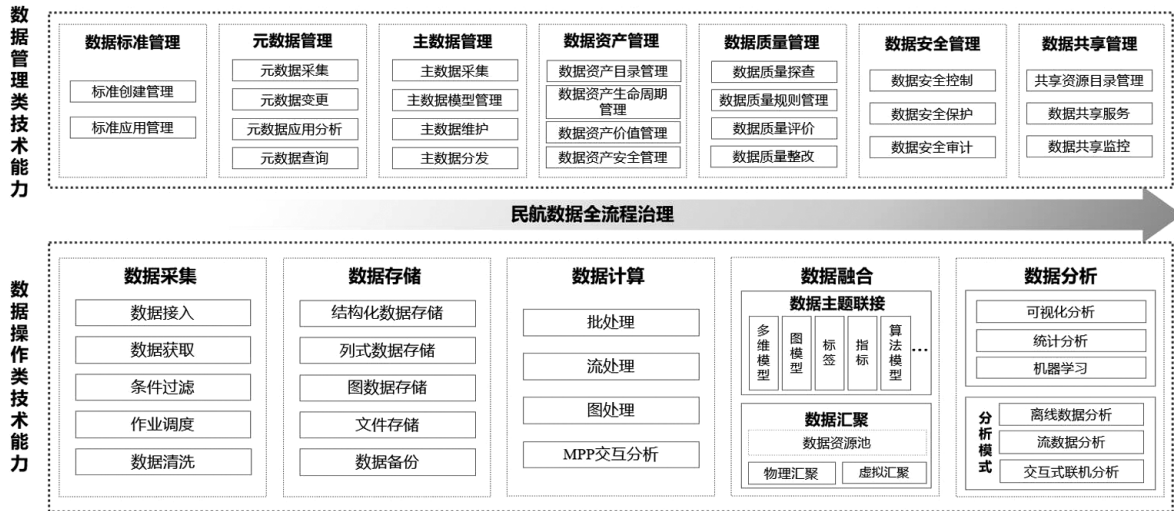 数据管理类技术能力
数据标准管理
标准创建管理
标准应用管理
元数据管理
元数据采集
元数据变更
元数据应用分析
元数据查询
主数据管理
主数据采集
主数据模型管理
主数据维护
主数据分发
数据资产管理
数据资产目录管理
数据资产生命周期
管理
数据资产价值管理
数据资产安全管理
数据质量管理
数据质量探查
数据质量规则管理
数据质量评价
数据质量整改
数据安全管理
数据安全控制
数据安全保护
数据安全审计
数据共享管理
共享资源目录管理
数据共享服务
数据共享监控
民航数据全流程治理
数据操作类技术能力
数据采集
数据接入
数据获取
条件过滤
作业调度
数据清洗
数据存储
结构化数据存储
列式数据存储
图数据存储
文件存储
数据备份
数据计算
批处理
流处理
图处理
MPP交互分析
数据融合
数据主题联接
多维模型
图模型
标签
指标
算法模型
...
数据汇聚
数据资源池
物理汇聚
虚拟汇聚
数据分析
可视化分析
统计分析
机器学习
分析模式
离线数据分析
流数据分析
交互式联机分析